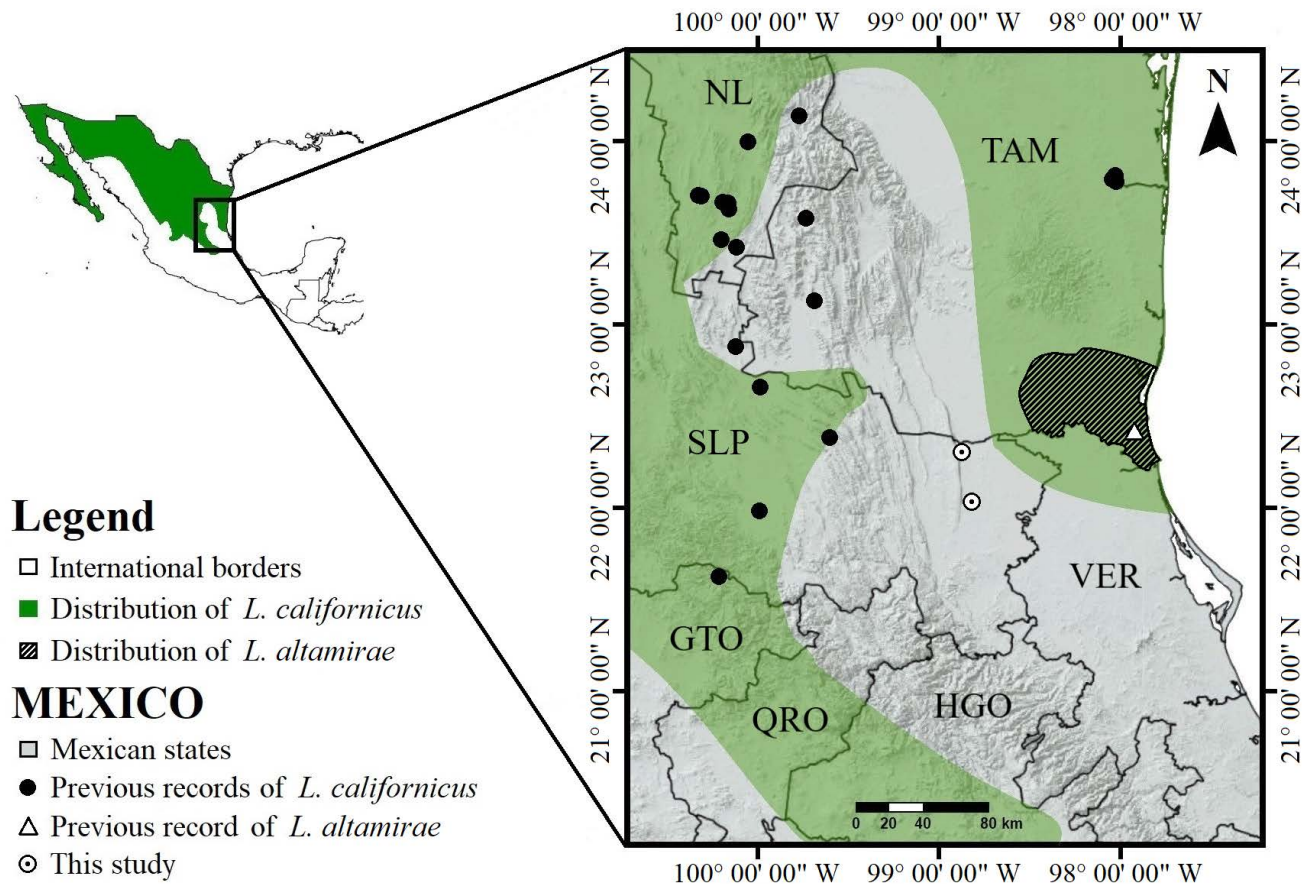 100° 00' 00" W 99° 00' 00" W 98° 00' 00" W
24° 00' 00" N
23° 00' 00" N
22° 00' 00" N
21° 00' 00" N
24° 00' 00" N
23° 00' 00" N
22° 00' 00" N
21° 00' 00" N
N
NL
TAM
SLP
VER
GTO
QRO
HGO
0 20 40 80 km
100° 00' 00" W 99° 00' 00" W 98° 00' 00" W
Legend
International borders
Distribution of L. californicus
Distribution of L. altamirae
MEXICO
Mexican states
Previous records of L. californicus
Previous record of L. altamirae
This study